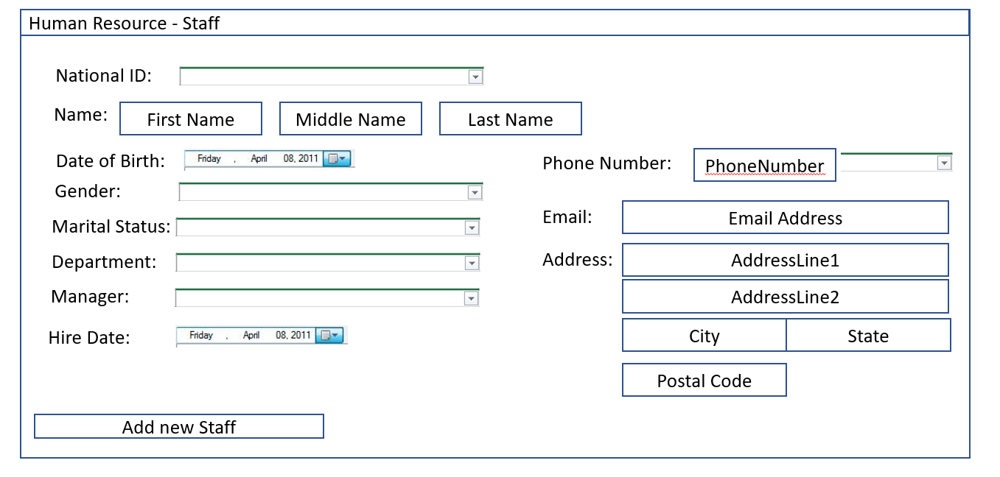 Human Resource - Staff
National ID:
Name: First Name Middle Name Last Name
Date of Birth: Friday , April 08, 2011
Gender:
Marital Status:
Department:
Manager:
Hire Date: Friday , April 08, 2011
Phone Number: PhoneNumber
Email: Email Address
Address: AddressLine1
AddressLine2
City State
Postal Code
Add new Staff